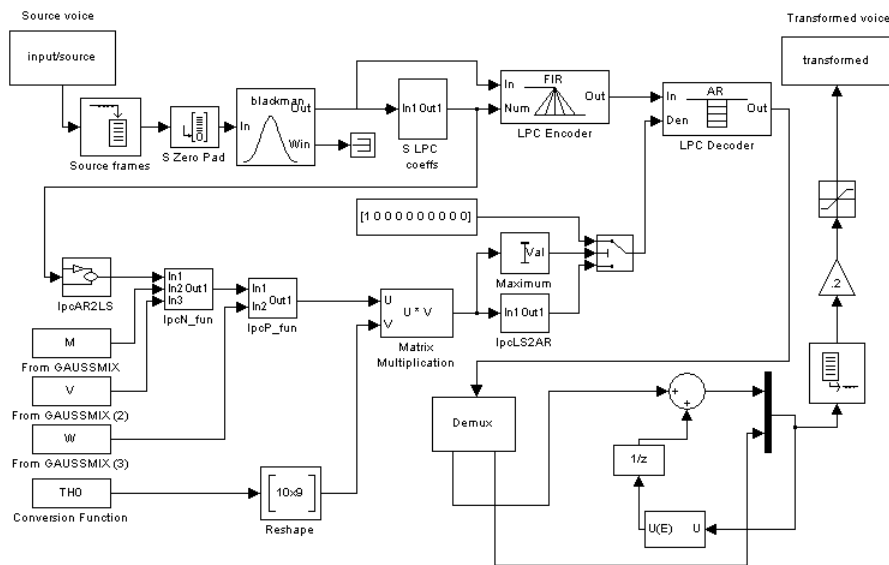 Source voice
Transformed voice
input/source
transformed
Source frames
S Zero Pad
In
blackman
Out
Win
In1 Out1
S LPC
coeffs
In
Num
FIR
Out
LPC Encoder
In
Den
AR
Out
LPC Decoder
[1 0 0 0 0 0 0 0 0 0 0]
lpcAR2LS
In1
In2 Out1
In3
lpcN_fun
In1
Out1
In2
lpcP_fun
U
V
U * V
Matrix
Multiplication
Val
Maximum
In1 Out1
lpcLS2AR
.2
M
From GAUSSMIX
V
From GAUSSMIX (2)
W
From GAUSSMIX (3)
TH0
Conversion Function
[10x9]
Reshape
Demux
+
+
1/z
U(E) U